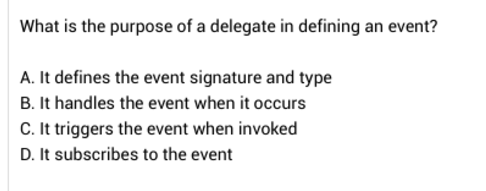 What is the purpose of a delegate in defining an event?
A. It defines the event signature and type
B. It handles the event when it occurs
C. It triggers the event when invoked
D. It subscribes to the event